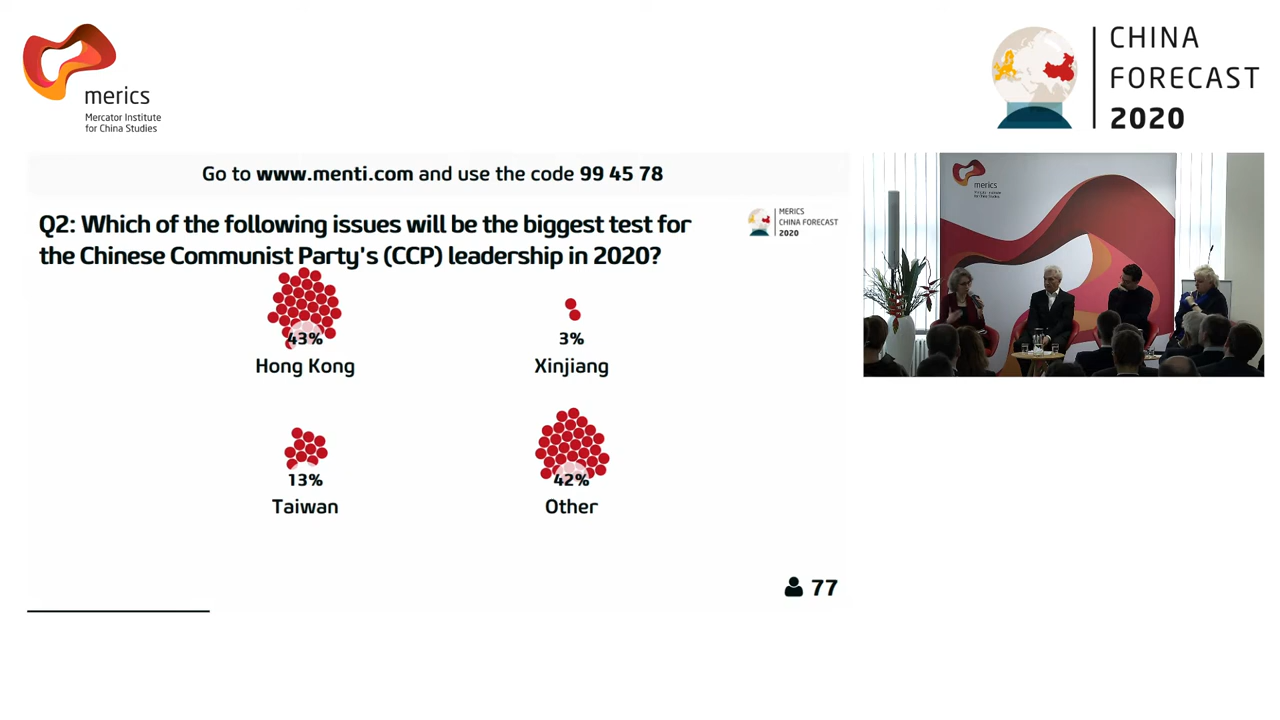 merics
Mercator Institute
for China Studies
CHINA
FORECAST
2020
Go to www.menti.com and use the code 99 45 78
Q2: Which of the following issues will be the biggest test for
the Chinese Communist Party's (CCP) leadership in 2020?
MERICS
CHINA FORECAST
2020
43%
Hong Kong
3%
Xinjiang
13%
Taiwan
42%
Other
77
merics